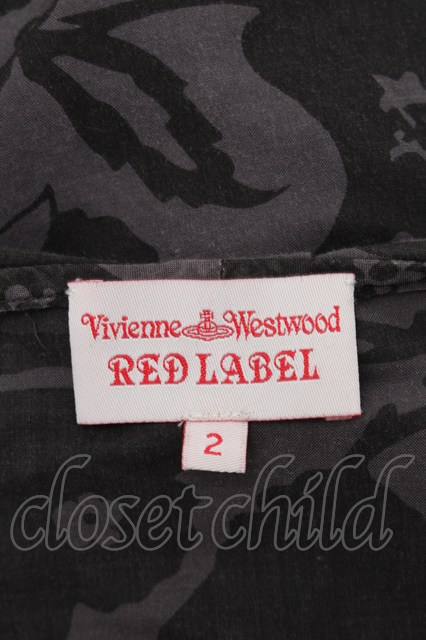 Vivienne Westwood
RED LABEL
2
closet child